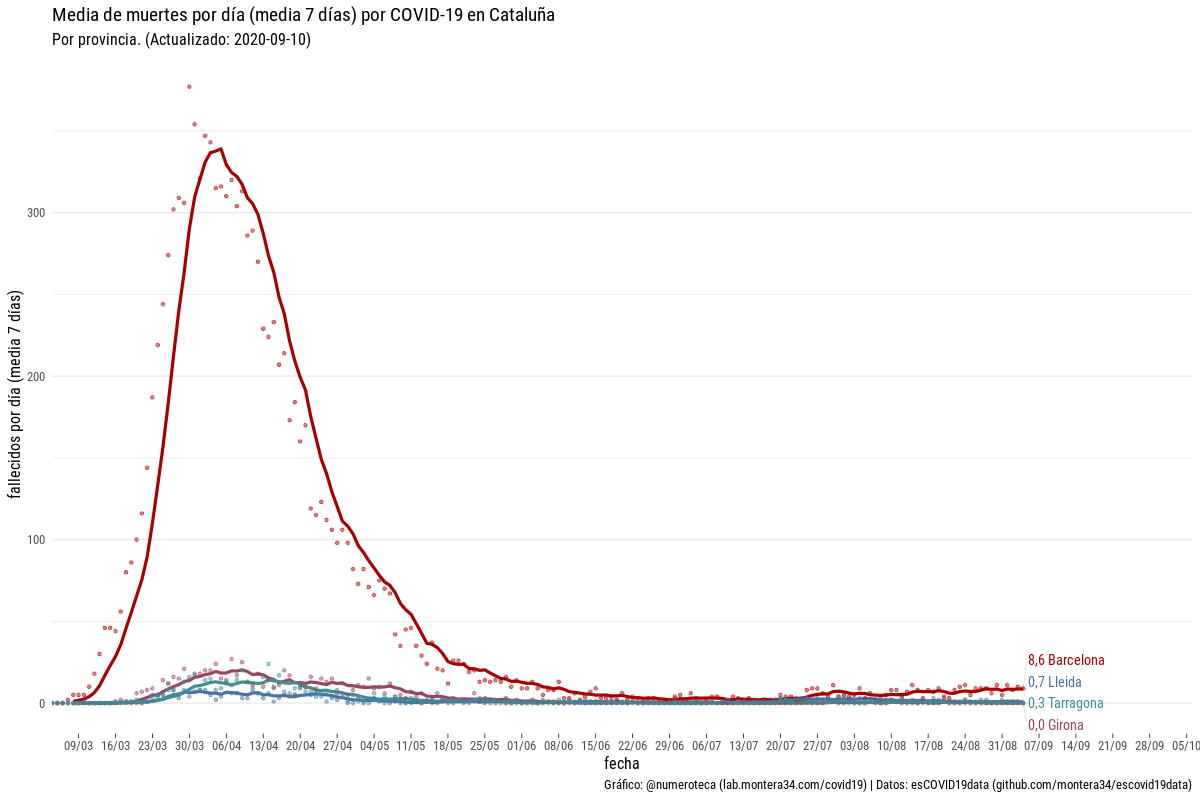 Media de muertes por día (media 7 días) por COVID-19 en Cataluña
Por provincia. (Actualizado: 2020-09-10)
fallecidos por día (media 7 días)
300
200
100
0
8,6 Barcelona
0,7 Lleida
0,3 Tarragona
0,0 Girona
09/03 16/03 23/03 30/03 06/04 13/04 20/04 27/04 04/05 11/05 18/05 25/05 01/06 08/06 15/06 22/06 29/06 06/07 13/07 20/07 27/07 03/08 10/08 17/08 24/08 31/08 07/09 14/09 21/09 28/09 05/10
fecha
Gráfico: @numeroteca (lab.montera34.com/covid19) | Datos: esCOVID19data (github.com/montera34/escovid19data)